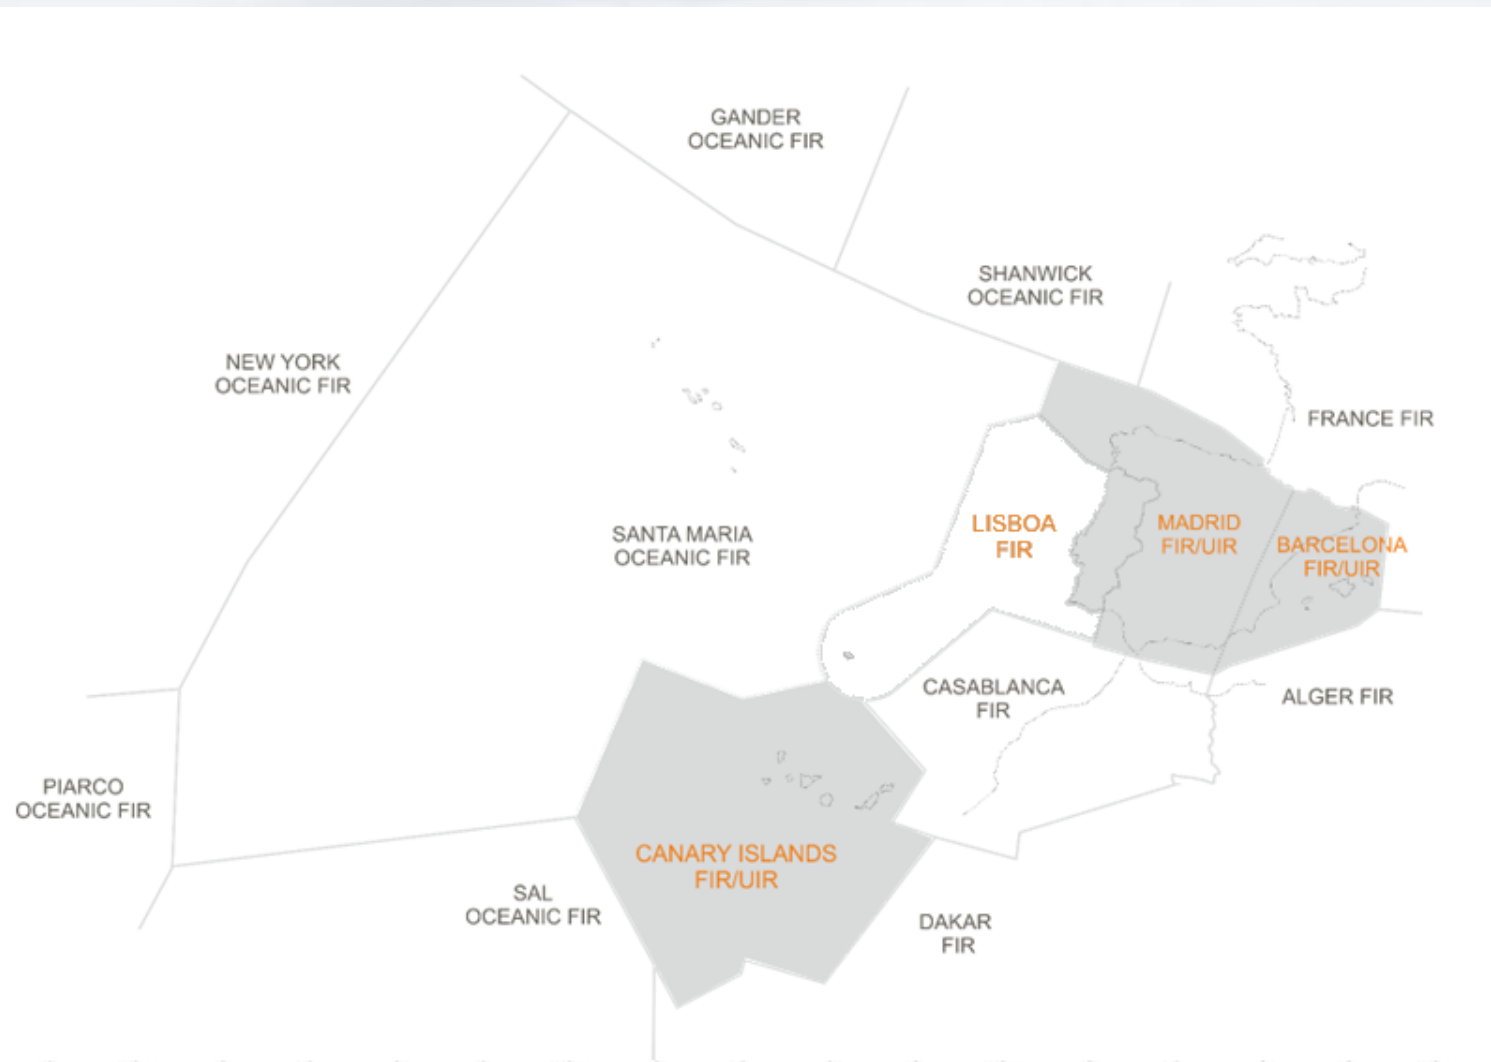 GANDER
OCEANIC FIR
SHANWICK
OCEANIC FIR
NEW YORK
OCEANIC FIR
FRANCE FIR
SANTA MARIA
OCEANIC FIR
LISBOA
FIR
MADRID
FIR/UIR
BARCELONA
FIR/UIR
CASABLANCA
FIR
ALGER FIR
PIARCO
OCEANIC FIR
CANARY ISLANDS
FIR/UIR
SAL
OCEANIC FIR
DAKAR
FIR